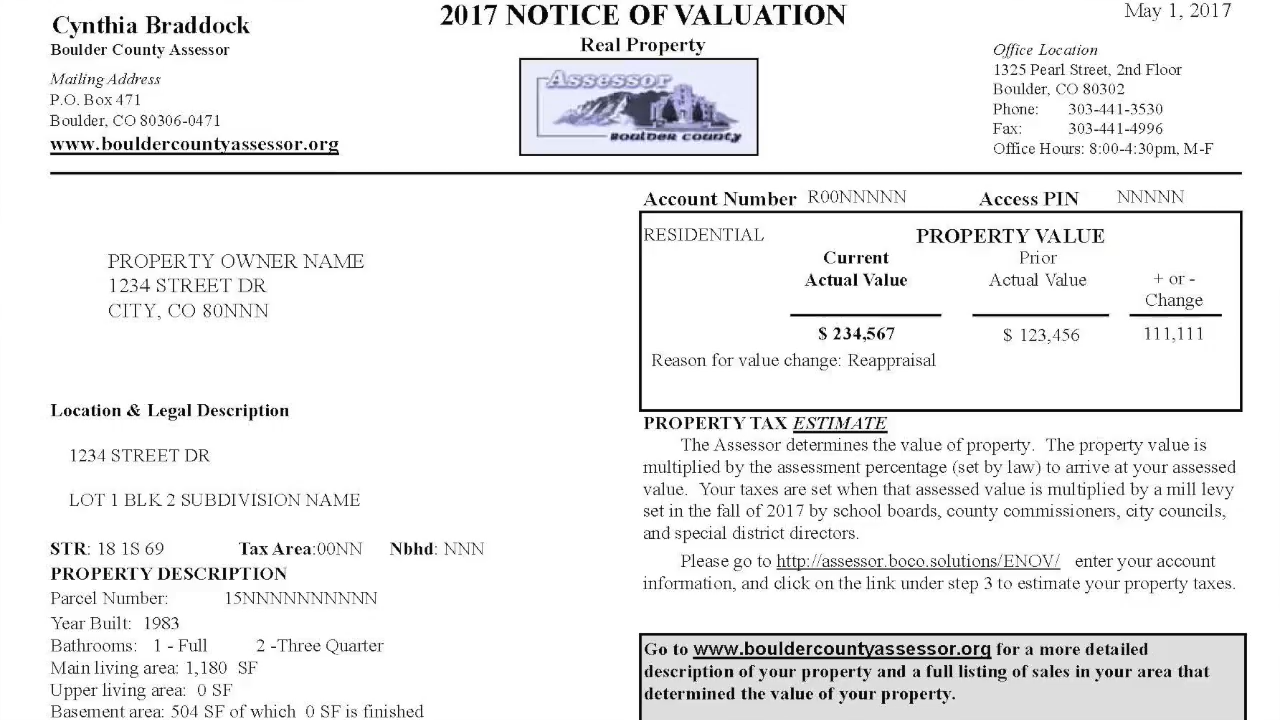 Cynthia Braddock
Boulder County Assessor
Mailing Address
P.O. Box 471
Boulder, CO 80306-0471
www.bouldercountyassessor.org
2017 NOTICE OF VALUATION
Real Property
Assessor
Boulder County
May 1, 2017
Office Location
1325 Pearl Street, 2nd Floor
Boulder, CO 80302
Phone: 303-441-3530
Fax: 303-441-4996
Office Hours: 8:00-4:30pm, M-F
PROPERTY OWNER NAME
1234 STREET DR
CITY, CO 80NNN
Location & Legal Description
1234 STREET DR
LOT 1 BLK 2 SUBDIVISION NAME
STR: 18 1S 69 Tax Area:00NN Nbhd: NNN
PROPERTY DESCRIPTION
Parcel Number: 15NNNNNNNNNN
Year Built: 1983
Bathrooms: 1 - Full 2 -Three Quarter
Main living area: 1,180 SF
Upper living area: 0 SF
Basement area: 504 SF of which 0 SF is finished
Account Number R00NNNNN Access PIN NNNNN
RESIDENTIAL PROPERTY VALUE
Current Prior
Actual Value Actual Value + or -
Change
$ 234,567 $ 123,456 111,111
Reason for value change: Reappraisal
PROPERTY TAX ESTIMATE
The Assessor determines the value of property. The property value is
multiplied by the assessment percentage (set by law) to arrive at your assessed
value. Your taxes are set when that assessed value is multiplied by a mill levy
set in the fall of 2017 by school boards, county commissioners, city councils,
and special district directors.
Please go to http://assessor.boco.solutions/ENOV/ enter your account
information, and click on the link under step 3 to estimate your property taxes.
Go to www.bouldercountyassessor.org for a more detailed
description of your property and a full listing of sales in your area that
determined the value of your property.